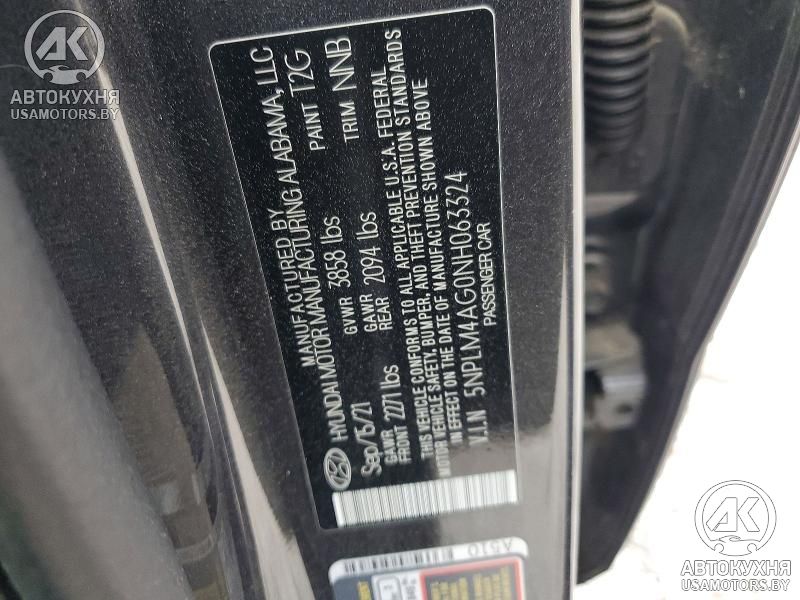 MANUFACTURED BY
HYUNDAI MOTOR MANUFACTURING ALABAMA, LLC
Sep/15/21 GVWR 3858 lbs PAINT T2G
GAWR FRONT 2271 lbs GAWR REAR 2094 lbs TRIM NNB
THIS VEHICLE CONFORMS TO ALL APPLICABLE U.S.A. FEDERAL
MOTOR VEHICLE SAFETY, BUMPER, AND THEFT PREVENTION STANDARDS
IN EFFECT ON THE DATE OF MANUFACTURE SHOWN ABOVE
V.I.N 5NPLM4AG0NH063324
PASSENGER CAR
A510
AK
АВТОКУХНЯ
USAMOTORS.BY
AK
АВТОКУХНЯ
USAMOTORS.BY